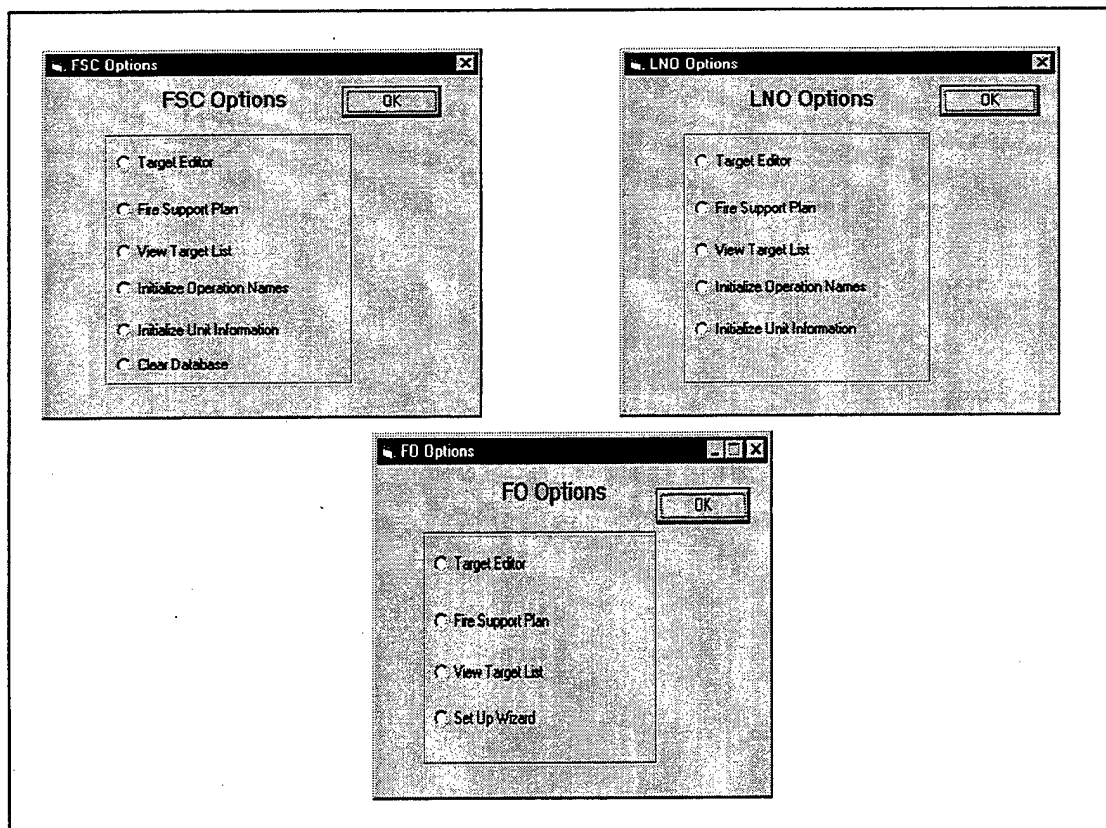 FSC Options
FSC Options
OK
Target Editor
Fire Support Plan
View Target List
Initialize Operation Names
Initialize Unit Information
Clear Database
LNO Options
LNO Options
OK
Target Editor
Fire Support Plan
View Target List
Initialize Operation Names
Initialize Unit Information
FO Options
FO Options
OK
Target Editor
Fire Support Plan
View Target List
Set Up Wizard